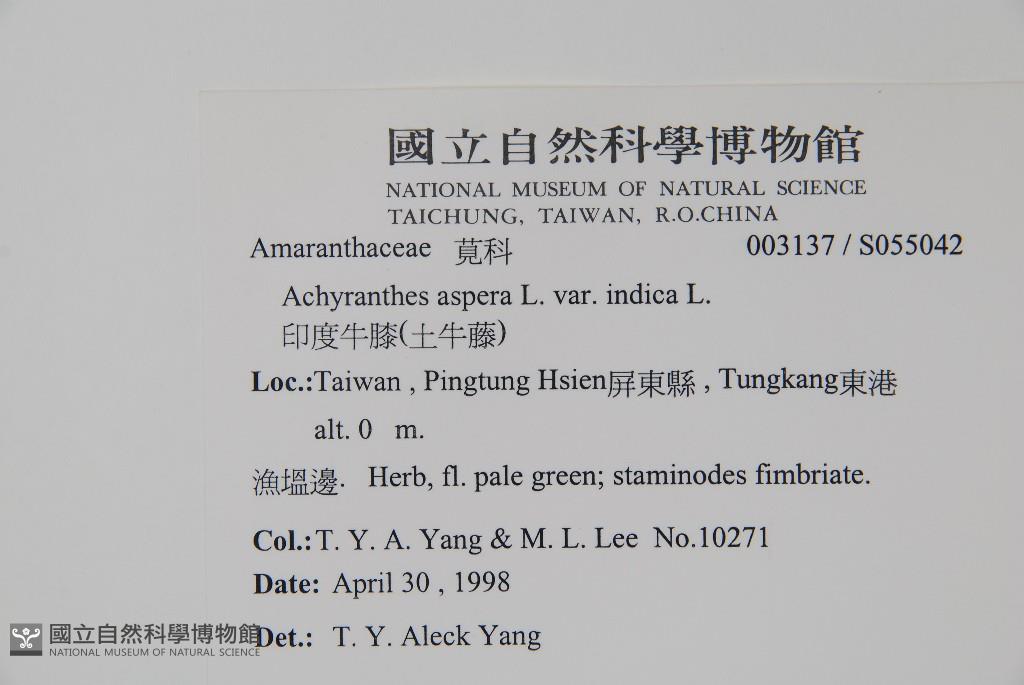 國立自然科學博物館
NATIONAL MUSEUM OF NATURAL SCIENCE
TAICHUNG, TAIWAN, R.O.CHINA
Amaranthaceae 莧科 003137 / S055042
Achyranthes aspera L. var. indica L.
印度牛膝(土牛藤)
Loc.:Taiwan , Pingtung Hsien屏東縣 , Tungkang東港
alt. 0 m.
漁塭邊. Herb, fl. pale green; staminodes fimbriate.
Col.:T. Y. A. Yang & M. L. Lee No.10271
Date: April 30 , 1998
Det.: T. Y. Aleck Yang
國立自然科學博物館
NATIONAL MUSEUM OF NATURAL SCIENCE